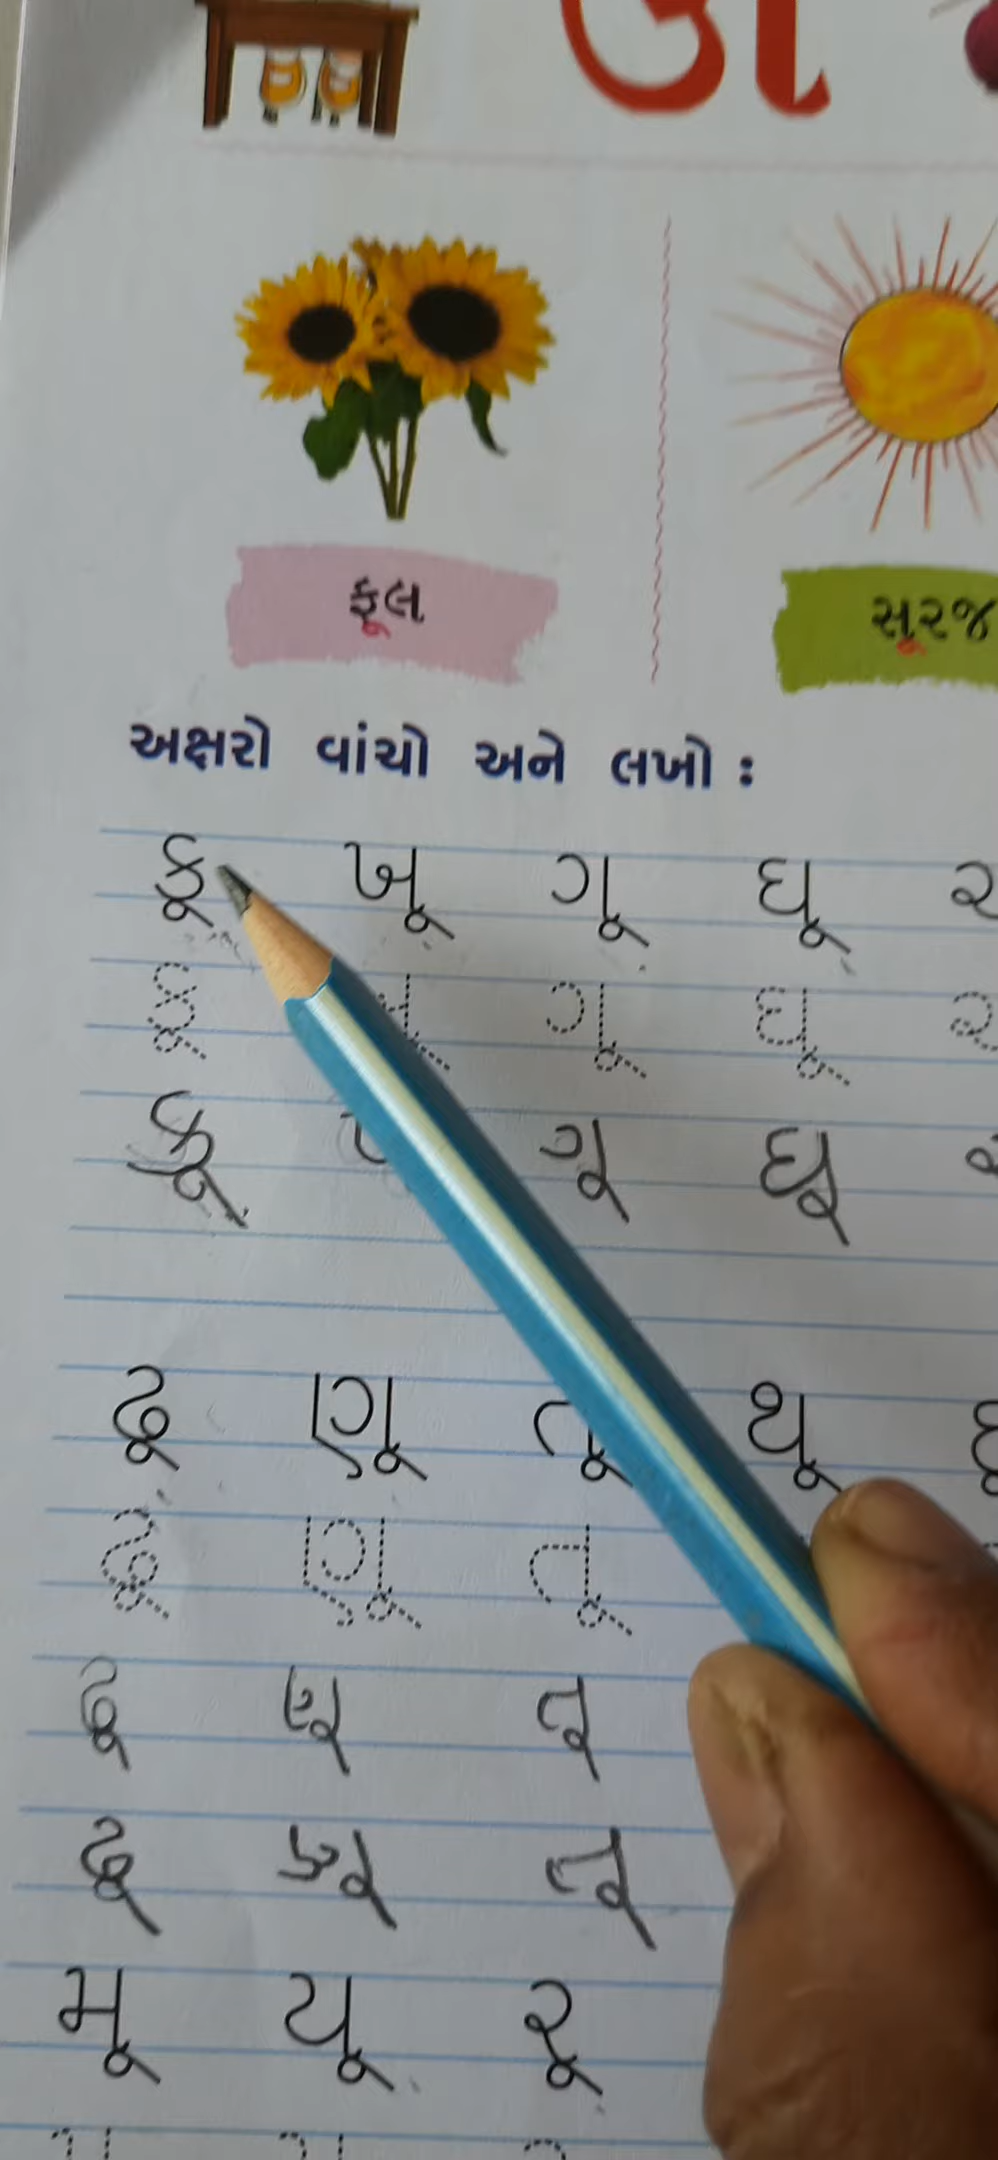 ફૂલ સૂરજ
અક્ષરો વાંચો અને લખો :
કૂ ખૂ ગૂ ઘૂ
કૂ ગૂ ઘૂ
કૂ ગૂ ઘૂ
ઢૂ ણૂ તૂ થૂ
ઢૂ ણૂ તૂ
ઢૂ ણૂ તૂ
ઢૂ તૂ
મૂ યૂ રૂ